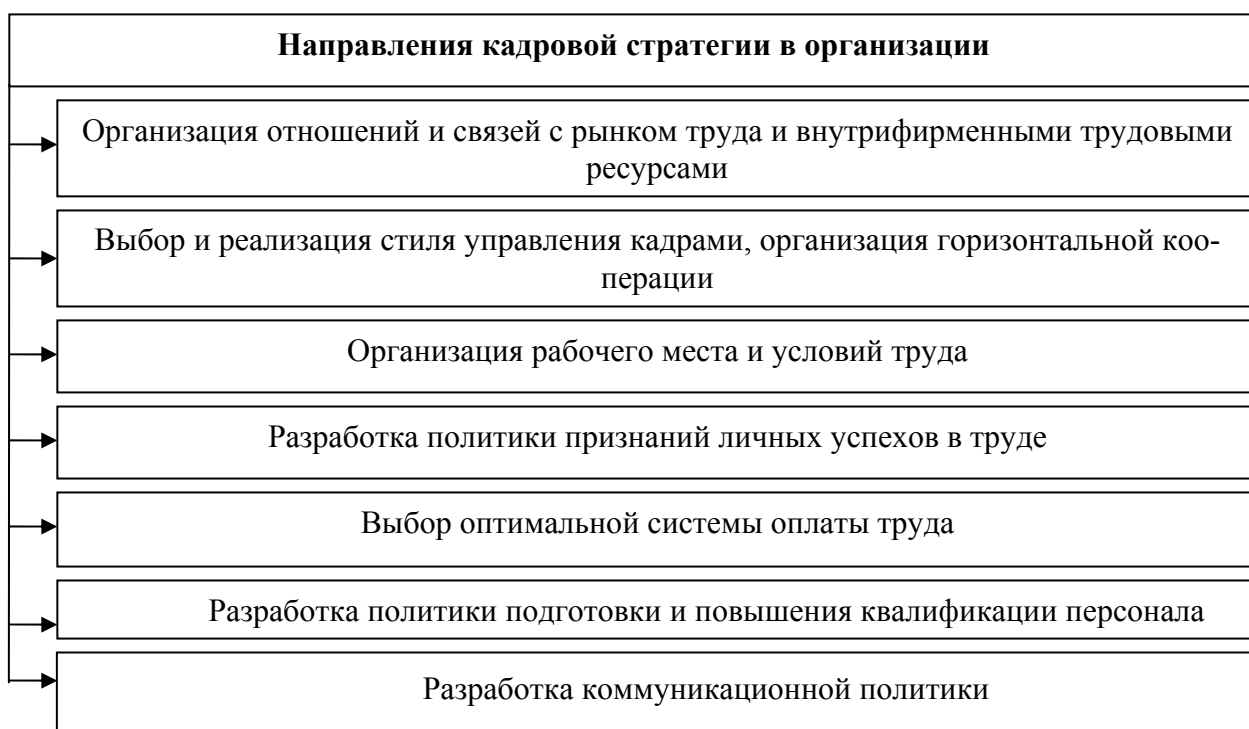 Направления кадровой стратегии в организации
Организация отношений и связей с рынком труда и внутрифирменными трудовыми
ресурсами
Выбор и реализация стиля управления кадрами, организация горизонтальной коо-
перации
Организация рабочего места и условий труда
Разработка политики признаний личных успехов в труде
Выбор оптимальной системы оплаты труда
Разработка политики подготовки и повышения квалификации персонала
Разработка коммуникационной политики